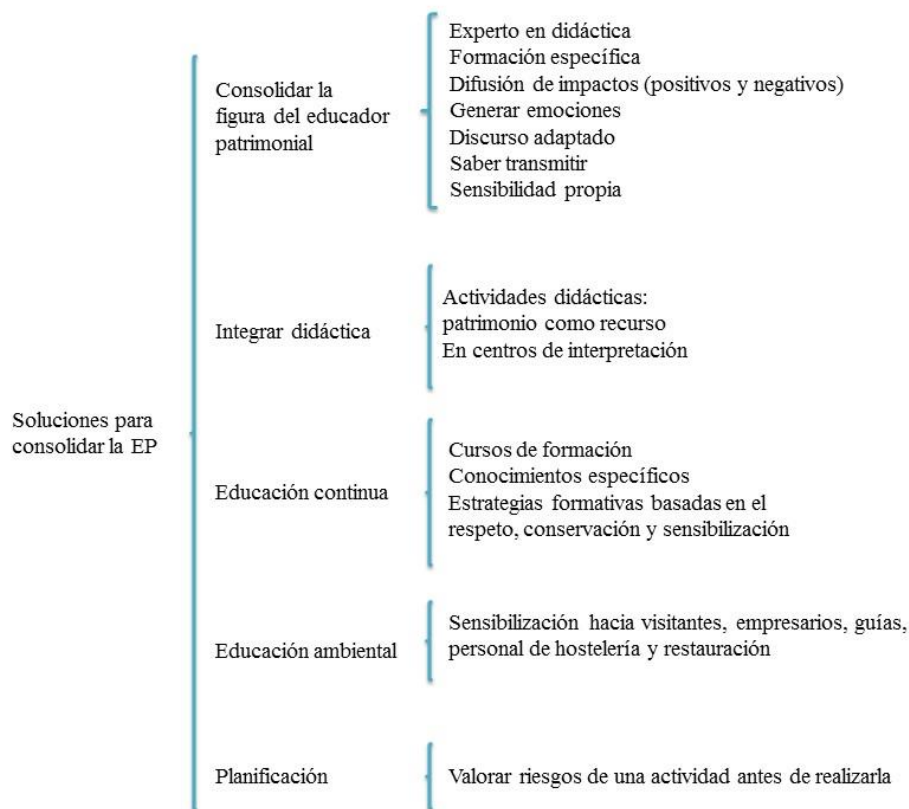 Soluciones para
consolidar la EP
Consolidar la
figura del educador
patrimonial
Experto en didáctica
Formación específica
Difusión de impactos (positivos y negativos)
Generar emociones
Discurso adaptado
Saber transmitir
Sensibilidad propia
Integrar didáctica
Actividades didácticas:
patrimonio como recurso
En centros de interpretación
Educación continua
Cursos de formación
Conocimientos específicos
Estrategias formativas basadas en el
respeto, conservación y sensibilización
Educación ambiental
Sensibilización hacia visitantes, empresarios, guías,
personal de hostelería y restauración
Planificación
Valorar riesgos de una actividad antes de realizarla